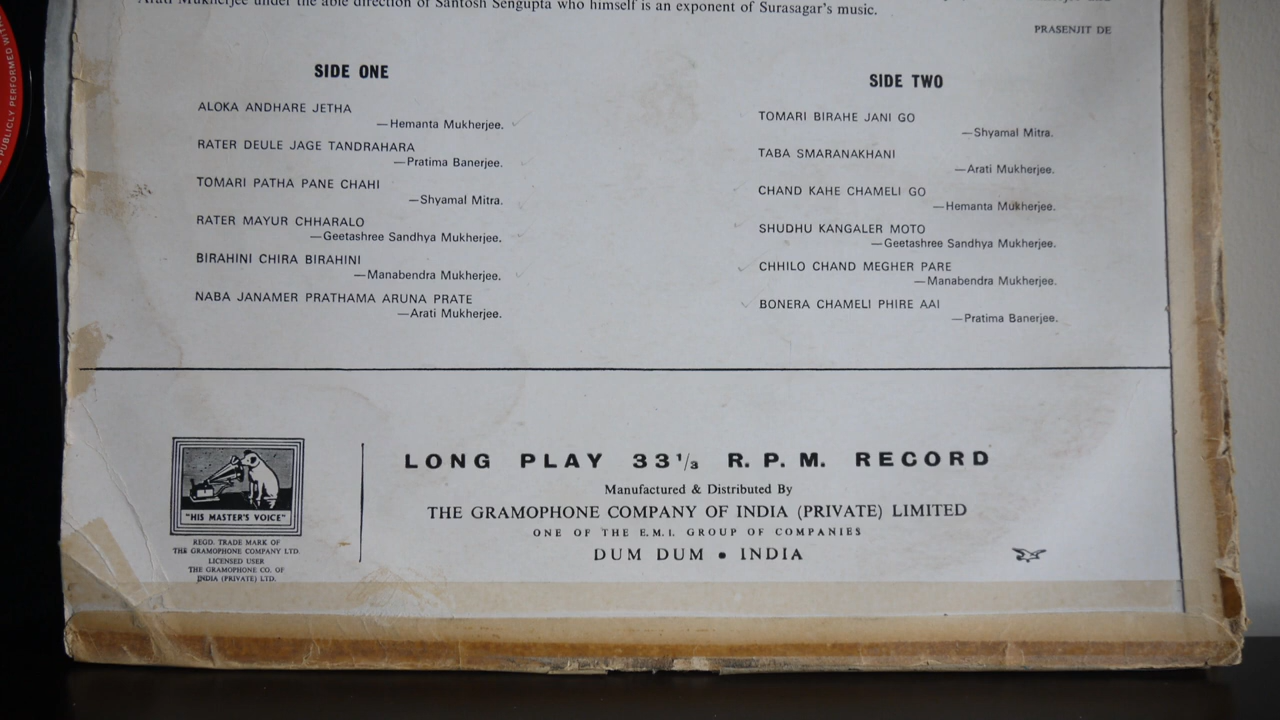 PUBLICLY PERFORMED WIT
Arati Mukherjee under the able direction of Santosh Sengupta who himself is an exponent of Surasagar's music.
PRASENJIT DE
SIDE ONE
ALOKA ANDHARE JETHA
—Hemanta Mukherjee.
RATER DEULE JAGE TANDRAHARA
—Pratima Banerjee.
TOMARI PATHA PANE CHAHI
—Shyamal Mitra.
RATER MAYUR CHHARALO
—Geetashree Sandhya Mukherjee.
BIRAHINI CHIRA BIRAHINI
—Manabendra Mukherjee.
NABA JANAMER PRATHAMA ARUNA PRATE
—Arati Mukherjee.
SIDE TWO
TOMARI BIRAHE JANI GO
—Shyamal Mitra.
TABA SMARANAKHANI
—Arati Mukherjee.
CHAND KAHE CHAMELI GO
—Hemanta Mukherjee.
SHUDHU KANGALER MOTO
—Geetashree Sandhya Mukherjee.
CHHILO CHAND MEGHER PARE
—Manabendra Mukherjee.
BONERA CHAMELI PHIRE AAI
—Pratima Banerjee.
"HIS MASTER'S VOICE"
REGD. TRADE MARK OF
THE GRAMOPHONE COMPANY LTD.
LICENSED USER
THE GRAMOPHONE CO. OF
INDIA (PRIVATE) LTD.
LONG PLAY 33 1/3 R. P. M. RECORD
Manufactured & Distributed By
THE GRAMOPHONE COMPANY OF INDIA (PRIVATE) LIMITED
ONE OF THE E.M.I. GROUP OF COMPANIES
DUM DUM • INDIA